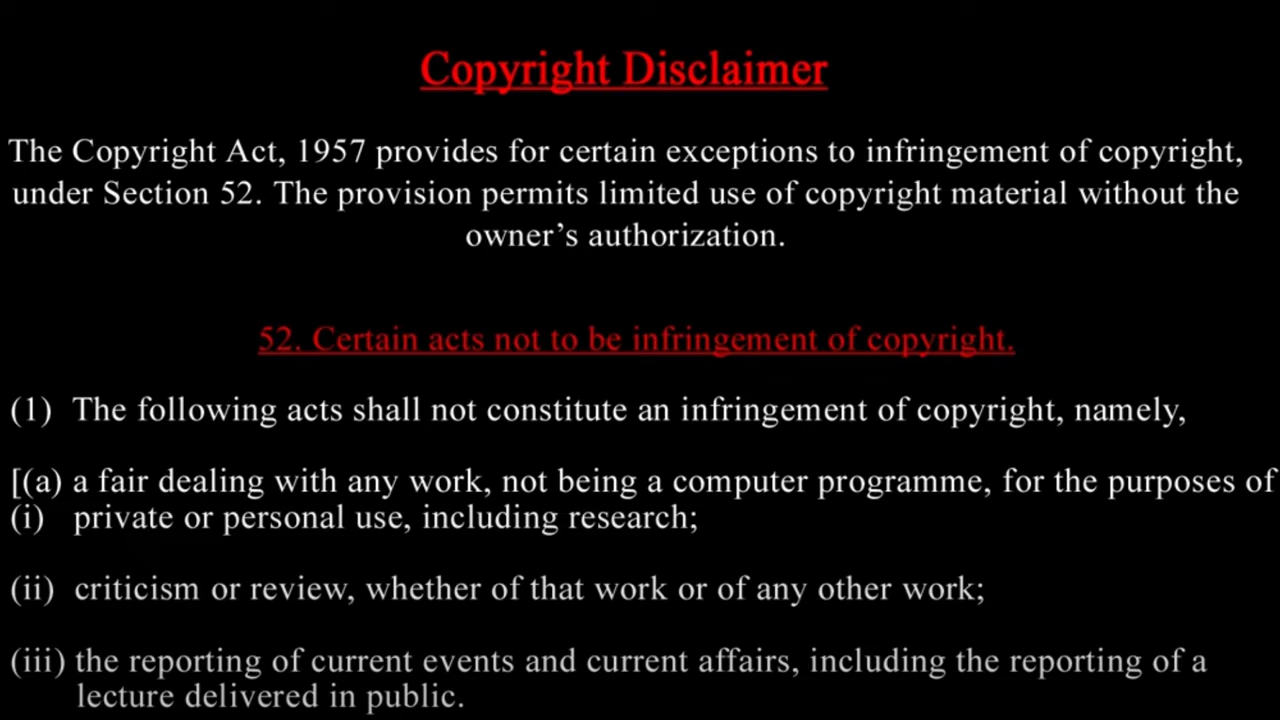 Copyright Disclaimer
The Copyright Act, 1957 provides for certain exceptions to infringement of copyright,
under Section 52. The provision permits limited use of copyright material without the
owner’s authorization.
52. Certain acts not to be infringement of copyright.
(1) The following acts shall not constitute an infringement of copyright, namely,
[(a) a fair dealing with any work, not being a computer programme, for the purposes of
(i) private or personal use, including research;
(ii) criticism or review, whether of that work or of any other work;
(iii) the reporting of current events and current affairs, including the reporting of a
lecture delivered in public.